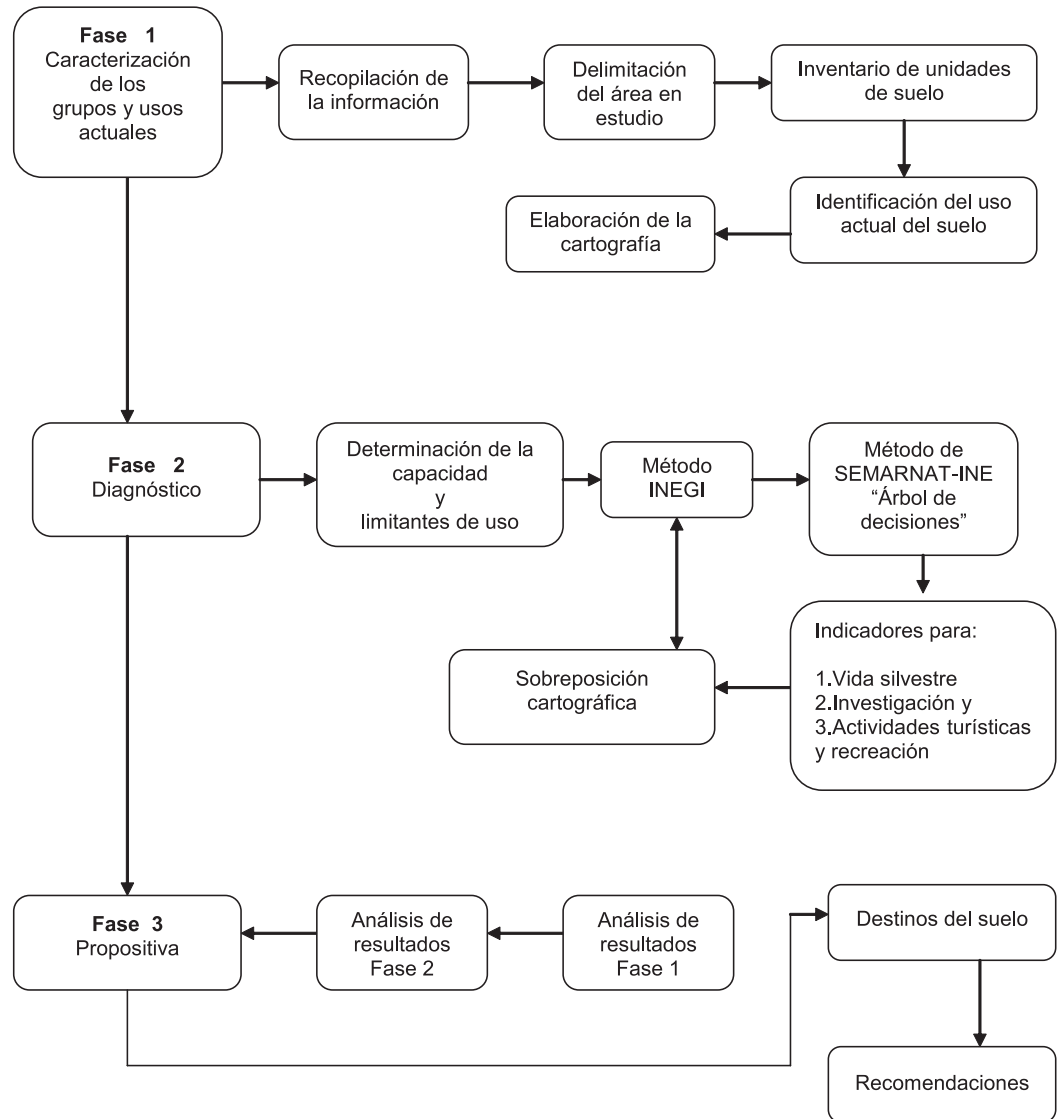 Fase 1
Caracterización
de los
grupos y usos
actuales
Recopilación de
la información
Delimitación
del área en
estudio
Inventario de unidades
de suelo
Identificación del uso
actual del suelo
Elaboración de la
cartografía
Fase 2
Diagnóstico
Determinación de la
capacidad
y
limitantes de uso
Método
INEGI
Método de
SEMARNAT-INE
“Árbol de
decisiones”
Indicadores para:
1.Vida silvestre
2.Investigación y
3.Actividades turísticas
y recreación
Sobreposición
cartográfica
Fase 3
Propositiva
Análisis de
resultados
Fase 2
Análisis de
resultados
Fase 1
Destinos del suelo
Recomendaciones